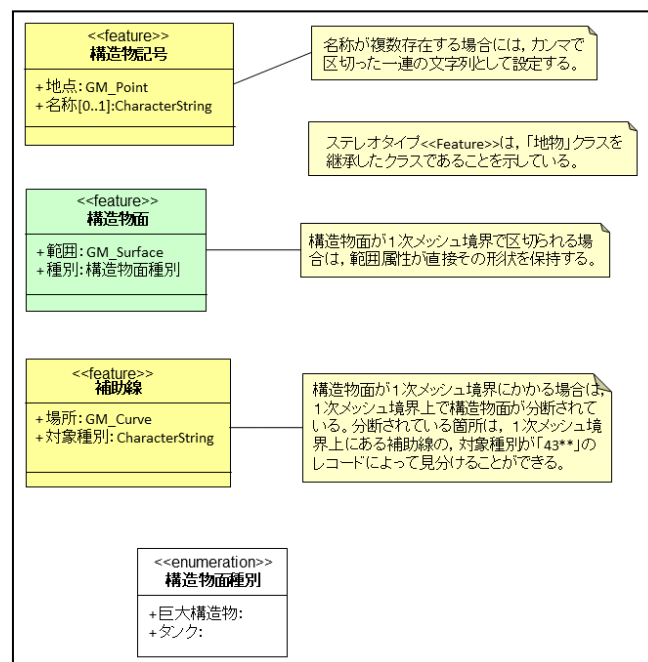 <<feature>>
構造物記号
+地点:GM_Point
+名称[0..1]:CharacterString
名称が複数存在する場合には,カンマで
区切った一連の文字列として設定する。
ステレオタイプ<<Feature>>は,「地物」クラスを
継承したクラスであることを示している。
<<feature>>
構造物面
+範囲:GM_Surface
+種別:構造物面種別
構造物面が1次メッシュ境界で区切られる場
合は,範囲属性が直接その形状を保持する。
<<feature>>
補助線
+場所:GM_Curve
+対象種別:CharacterString
構造物面が1次メッシュ境界にかかる場合は,
1次メッシュ境界上で構造物面が分断されて
いる。分断されている箇所は,1次メッシュ境
界上にある補助線の,対象種別が「43**」の
レコードによって見分けることができる。
<<enumeration>>
構造物面種別
+巨大構造物:
+タンク: